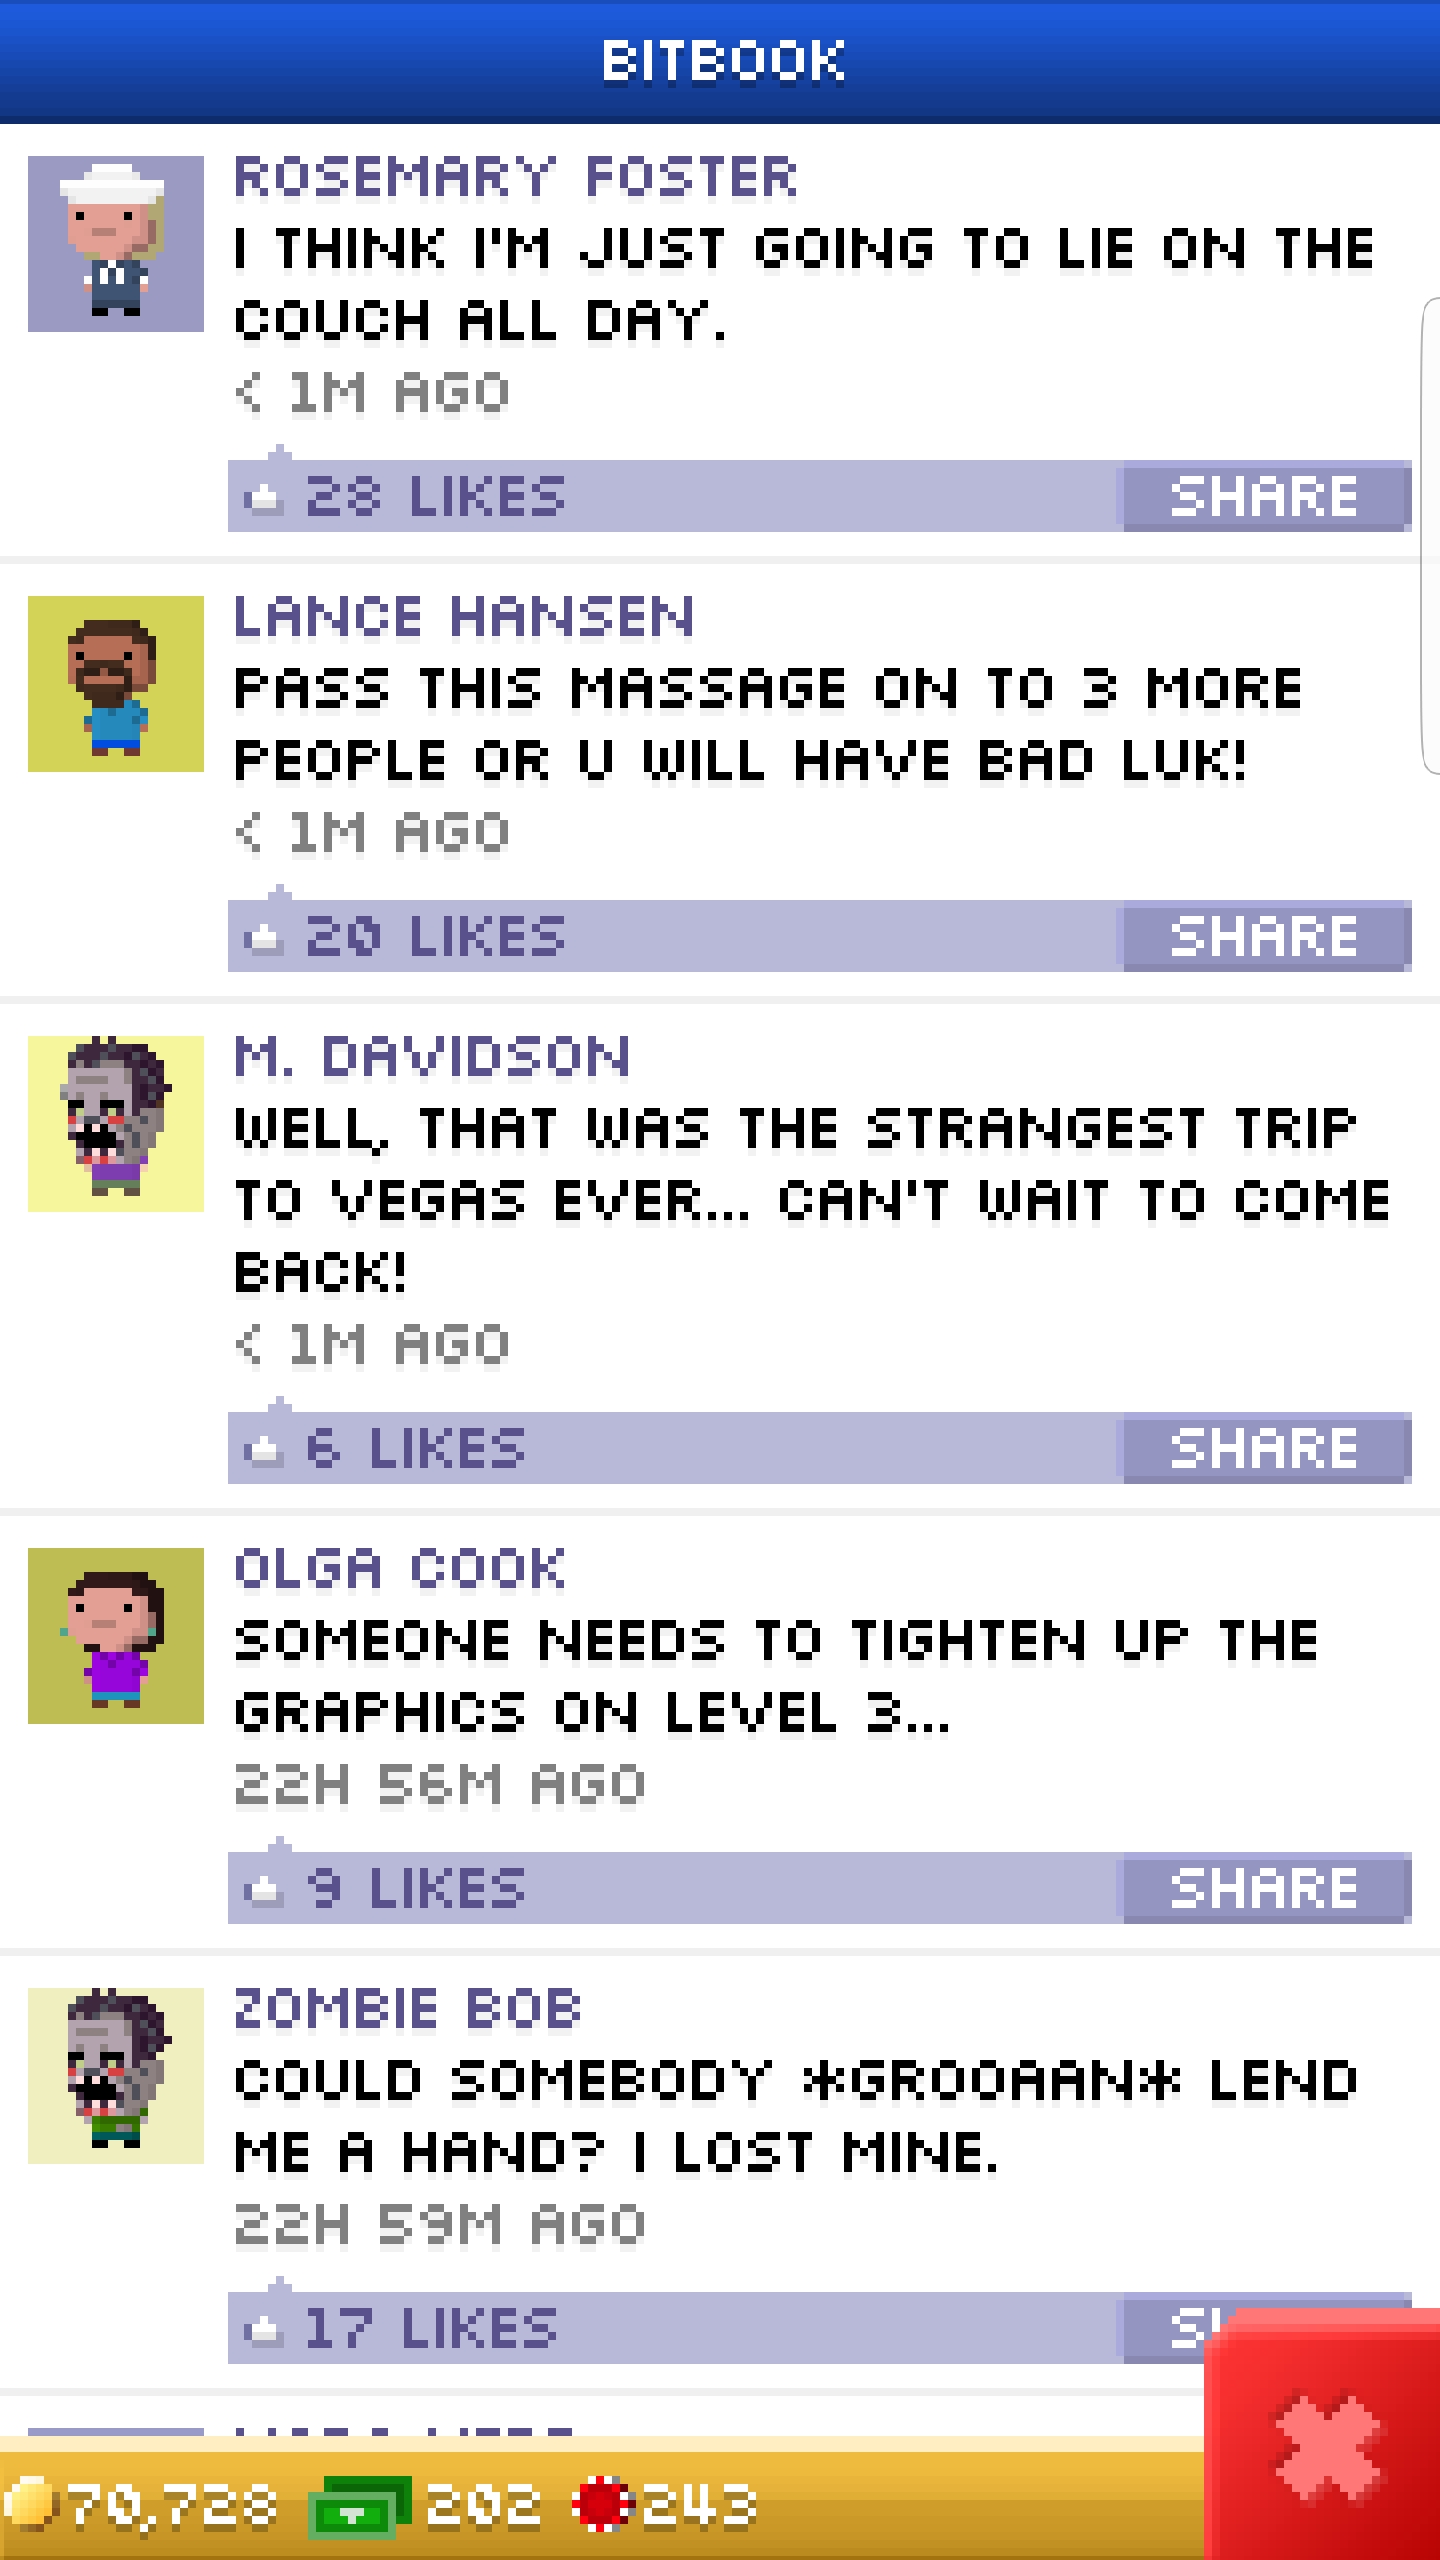 BITBOOK
ROSEMARY FOSTER
I THINK I'M JUST GOING TO LIE ON THE
COUCH ALL DAY.
< 1M AGO
28 LIKES SHARE
LANCE HANSEN
PASS THIS MASSAGE ON TO 3 MORE
PEOPLE OR U WILL HAVE BAD LUK!
< 1M AGO
20 LIKES SHARE
M. DAVIDSON
WELL, THAT WAS THE STRANGEST TRIP
TO VEGAS EVER... CAN'T WAIT TO COME
BACK!
< 1M AGO
6 LIKES SHARE
OLGA COOK
SOMEONE NEEDS TO TIGHTEN UP THE
GRAPHICS ON LEVEL 3...
22H 56M AGO
9 LIKES SHARE
ZOMBIE BOB
COULD SOMEBODY *GROOAAN* LEND
ME A HAND? I LOST MINE.
22H 59M AGO
17 LIKES
70,728 202 243